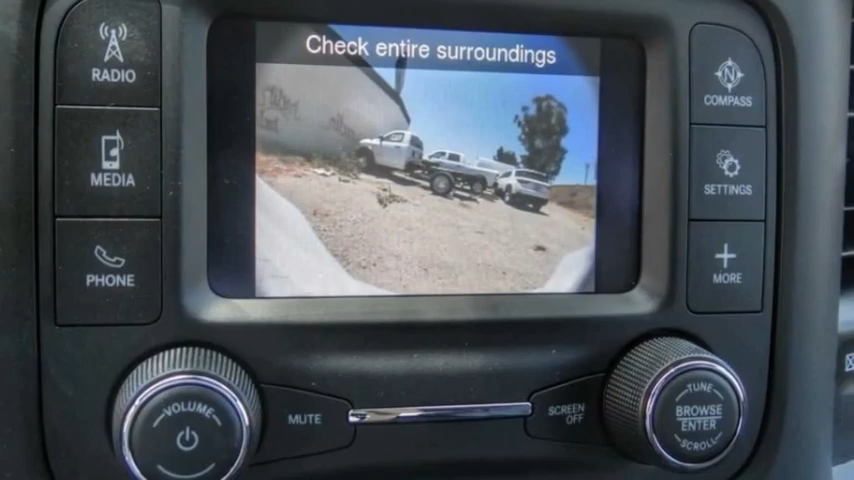 Check entire surroundings
RADIO
MEDIA
PHONE
N
COMPASS
SETTINGS
MORE
VOLUME
MUTE
SCREEN
OFF
TUNE
BROWSE
ENTER
SCROLL